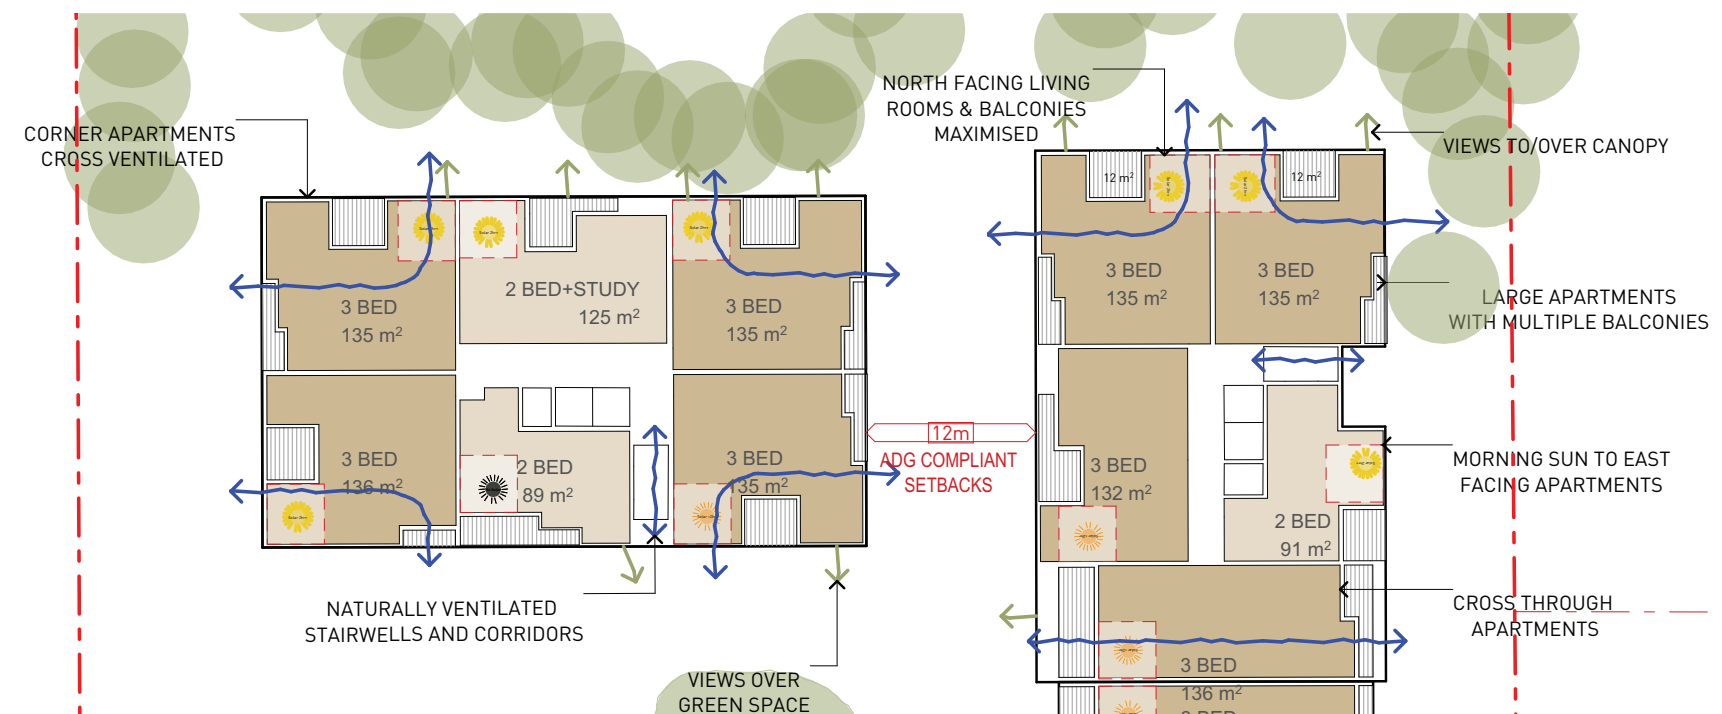 CORNER APARTMENTS
CROSS VENTILATED
NORTH FACING LIVING
ROOMS & BALCONIES
MAXIMISED
VIEWS TO/OVER CANOPY
12 m²
12 m²
3 BED
135 m²
2 BED+STUDY
125 m²
3 BED
135 m²
3 BED
135 m²
3 BED
135 m²
LARGE APARTMENTS
WITH MULTIPLE BALCONIES
3 BED
136 m²
2 BED
89 m²
3 BED
135 m²
12m
ADG COMPLIANT
SETBACKS
3 BED
132 m²
2 BED
91 m²
MORNING SUN TO EAST
FACING APARTMENTS
NATURALLY VENTILATED
STAIRWELLS AND CORRIDORS
CROSS THROUGH
APARTMENTS
3 BED
136 m²
VIEWS OVER
GREEN SPACE